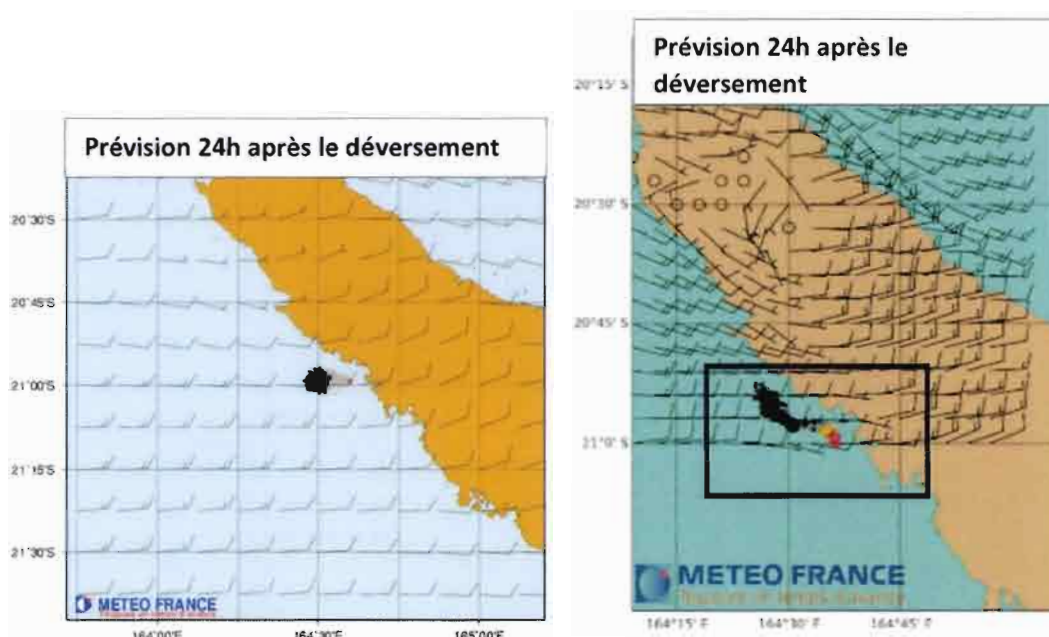 Prévision 24h après le déversement
20°30'S
20°45'S
21°00'S
21°15'S
21°30'S
METEO FRANCE
164°00'E
164°30'E
165°00'E
Prévision 24h après le
déversement
20°15' S
20°30' S
20°45' S
21°0' S
METEO FRANCE
164°15' E
164°30' E
164°45' E